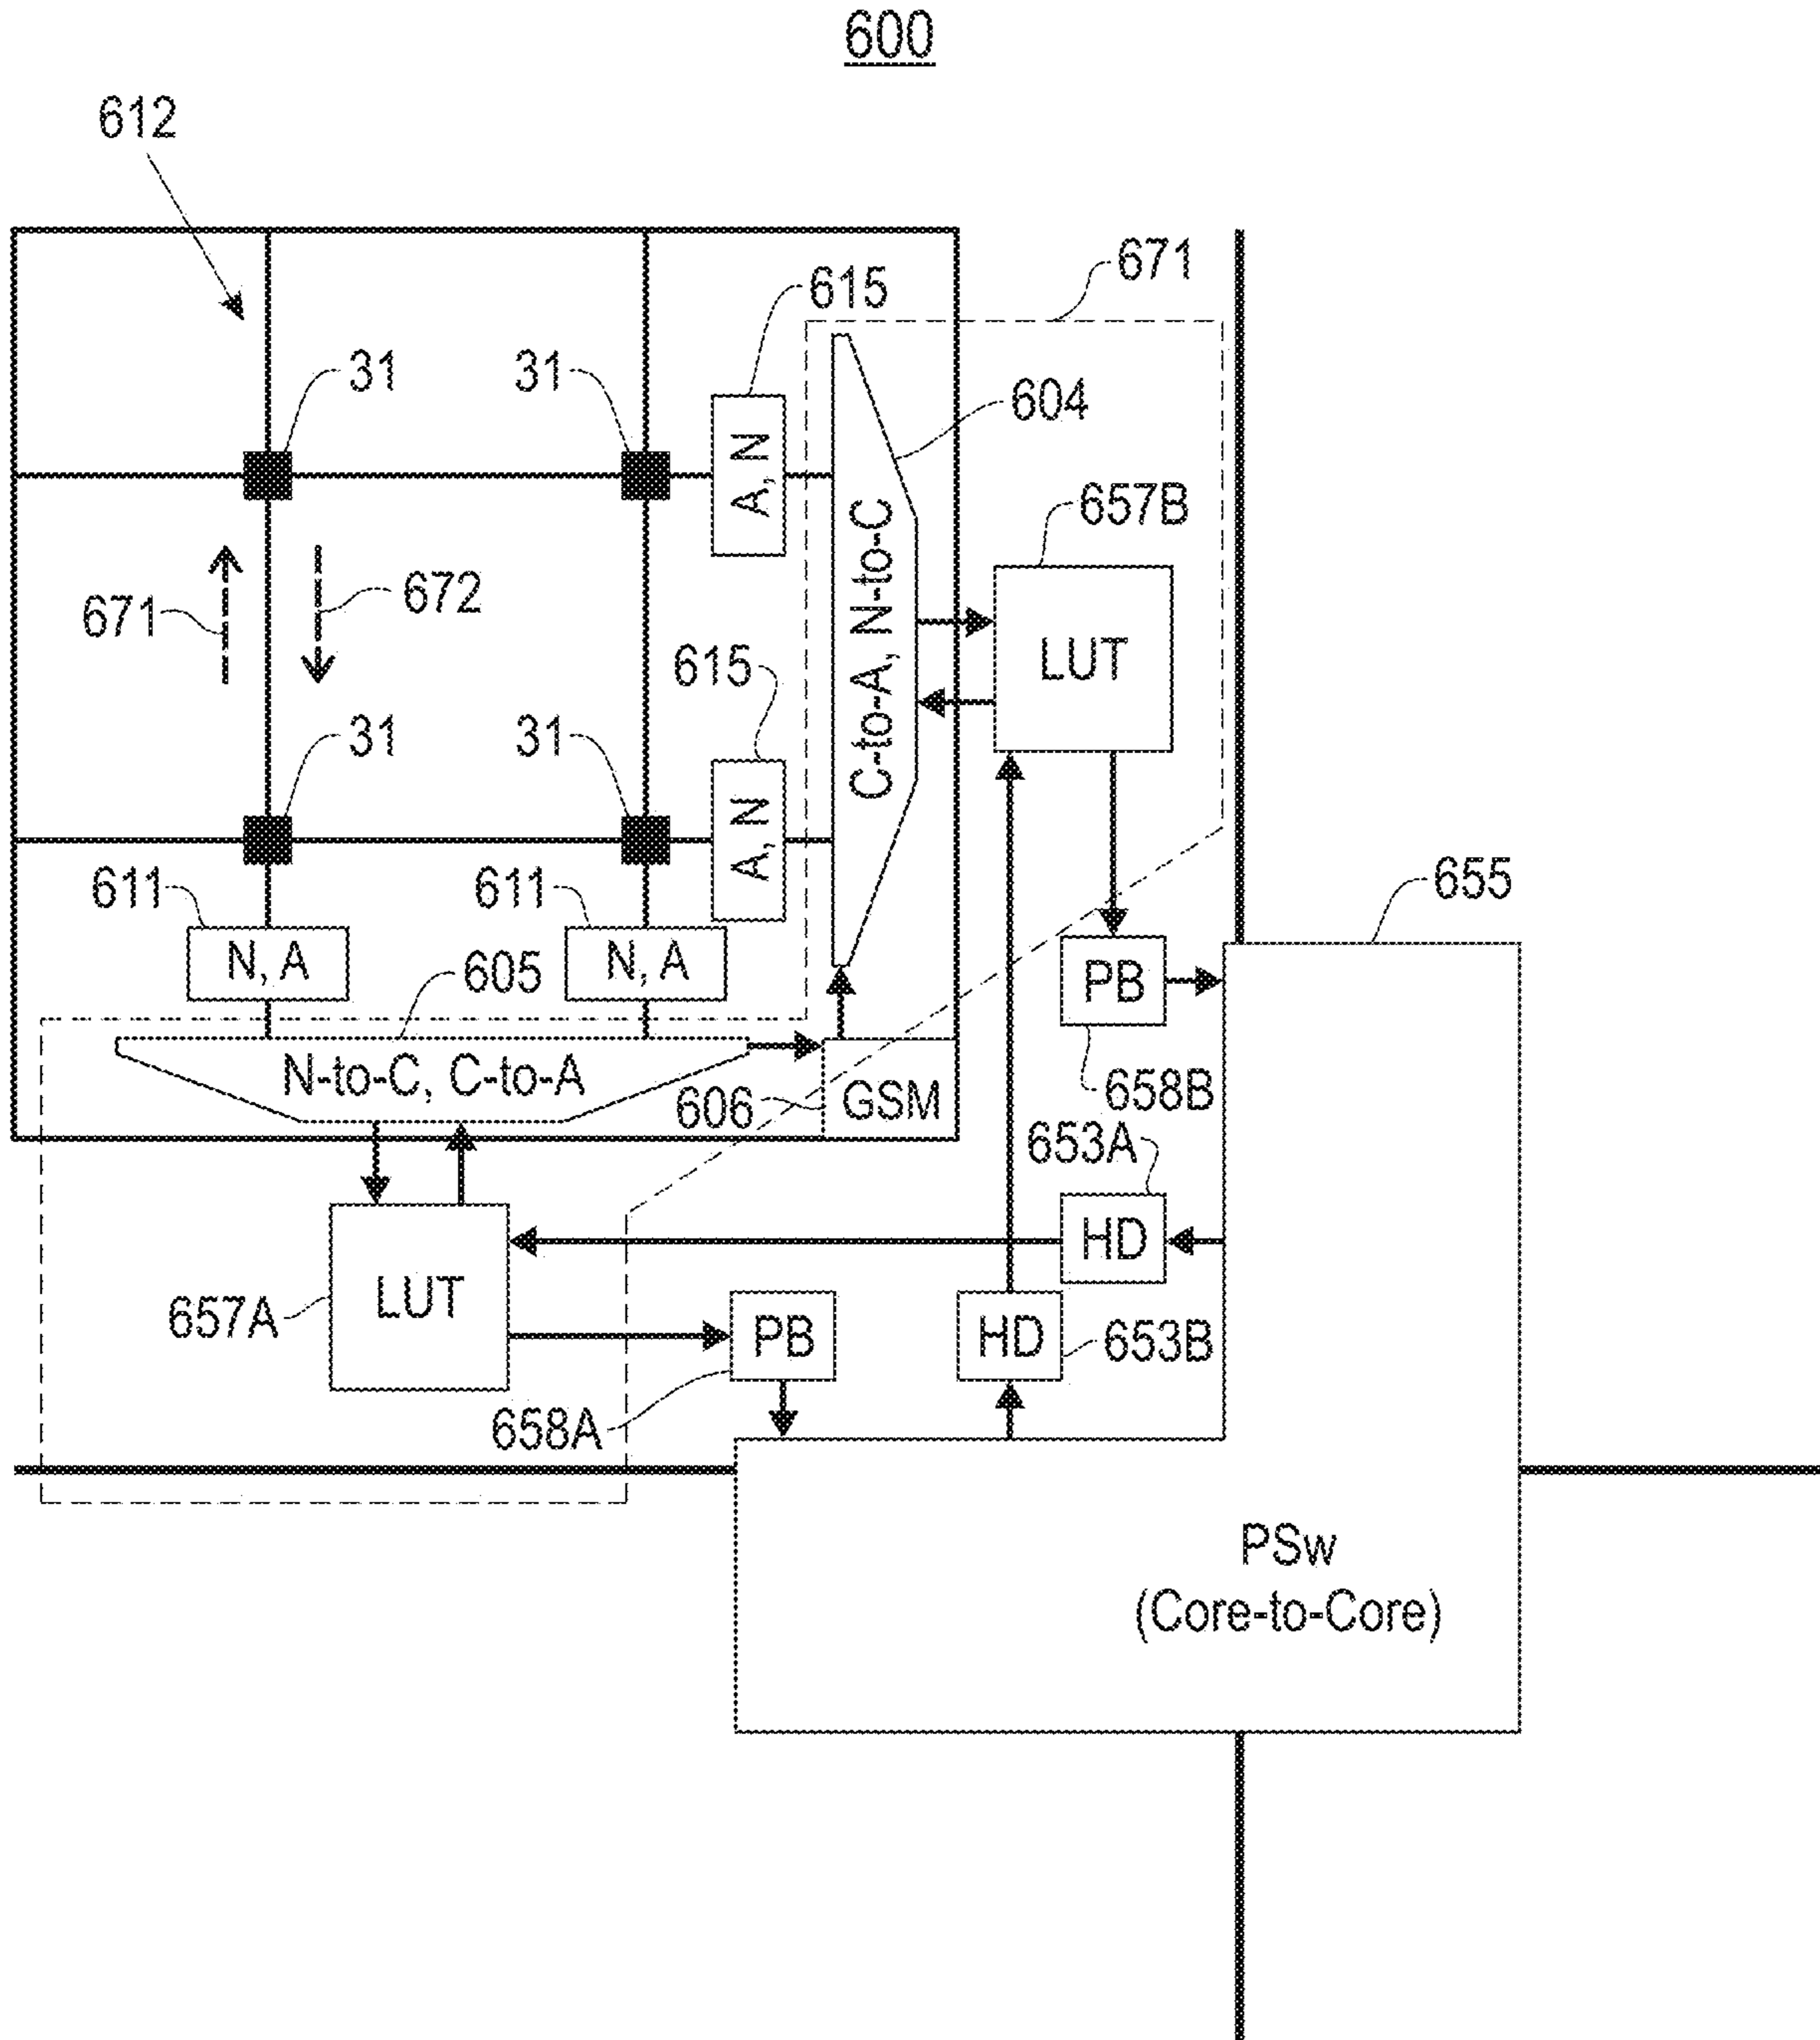 600
612
671
615
31
31
604
A, N
657B
C-to-A, N-to-C
671
672
LUT
615
31
31
A, N
611
611
655
N, A
605
N, A
PB
N-to-C, C-to-A
606
GSM
658B
653A
HD
657A
LUT
PB
HD
653B
658A
PSw
(Core-to-Core)